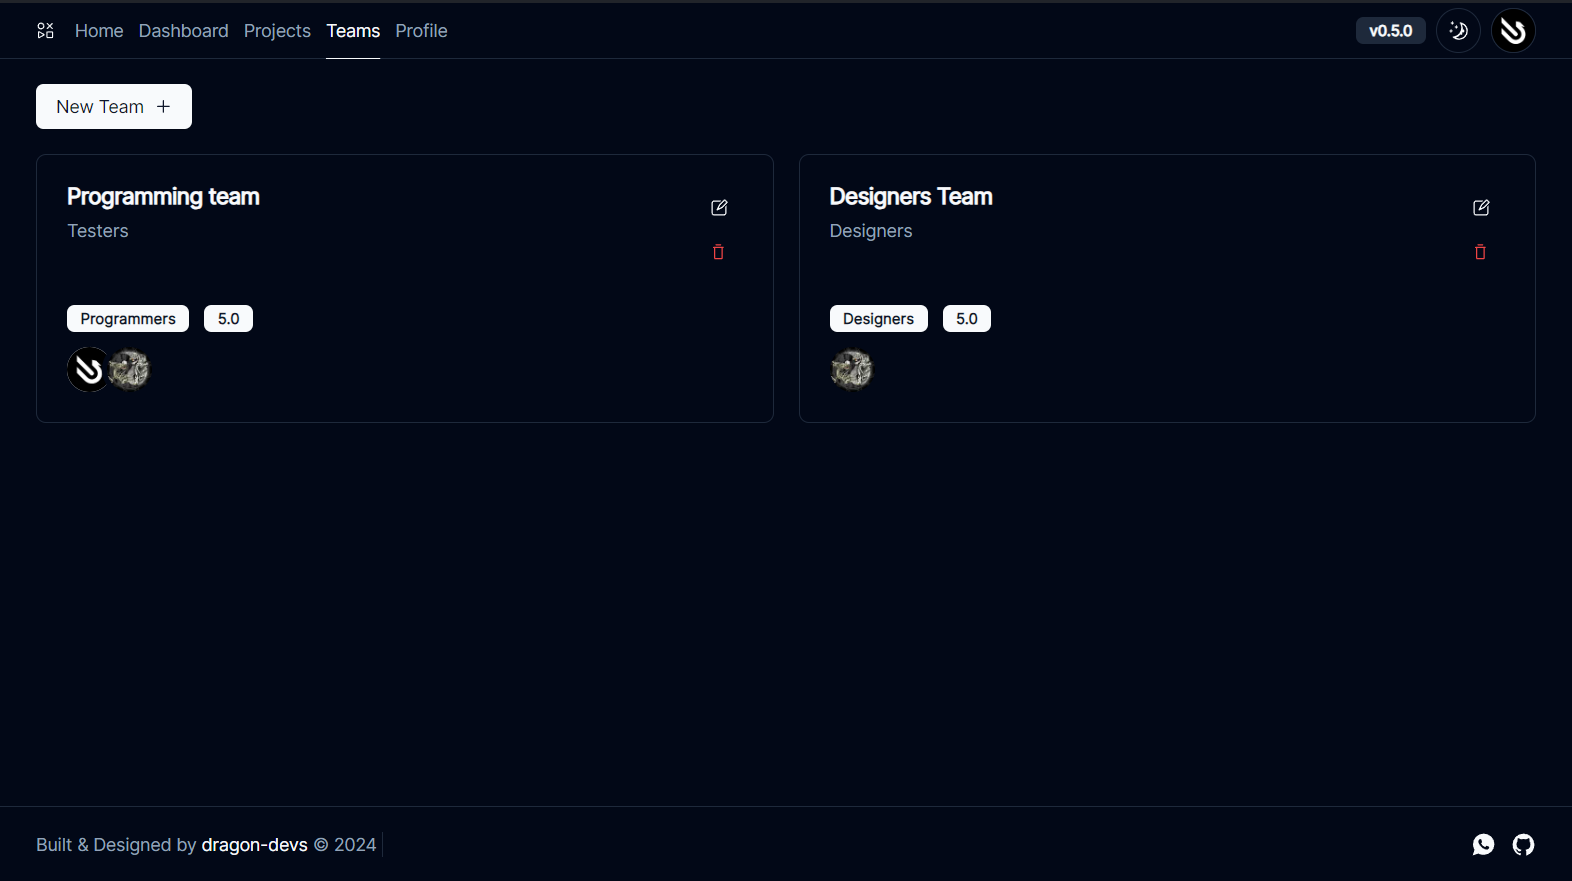 Home Dashboard Projects Teams Profile v0.5.0
New Team +
Programming team
Testers
Programmers 5.0
Designers Team
Designers
Designers 5.0
Built & Designed by dragon-devs © 2024